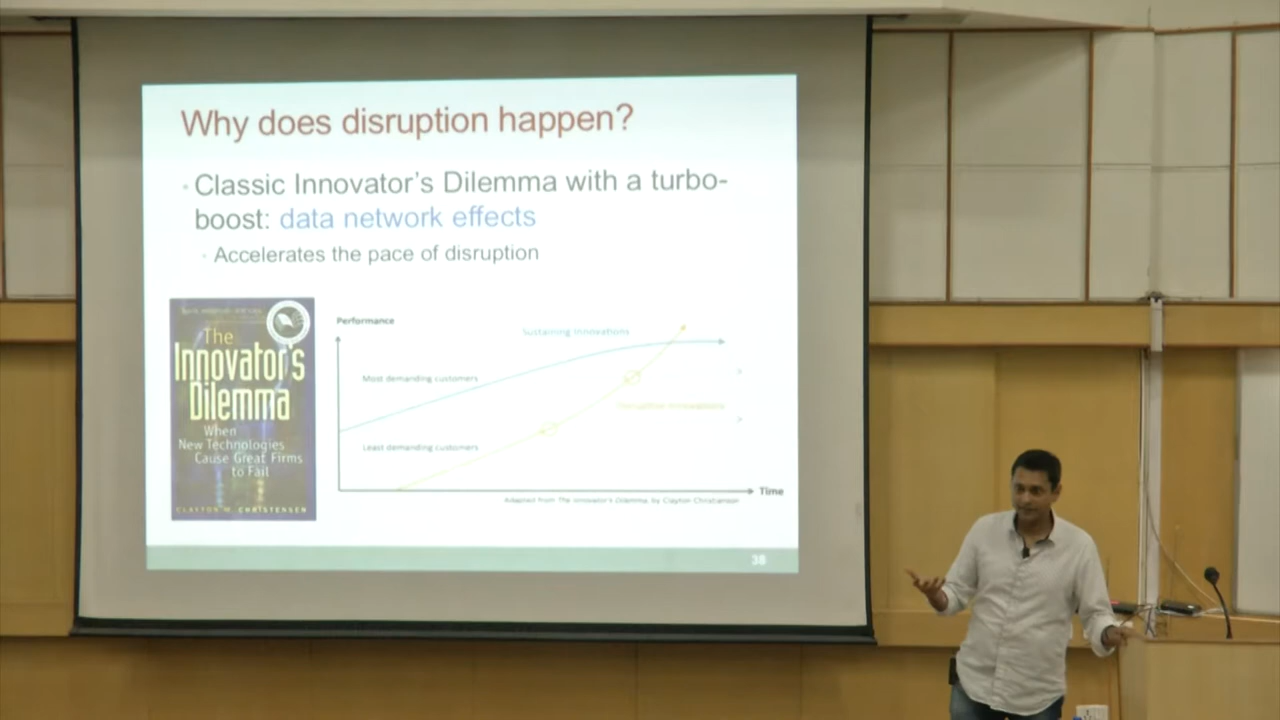 Why does disruption happen?
Classic Innovator's Dilemma with a turbo-
boost: data network effects
Accelerates the pace of disruption
The
Innovator's
Dilemma
When
New Technologies
Cause Great Firms
to Fail
CLAYTON M. CHRISTENSEN
Performance
Sustaining Innovations
Most demanding customers
Disruptive Innovations
Least demanding customers
Time
Adapted from The Innovator's Dilemma, by Clayton Christensen
38